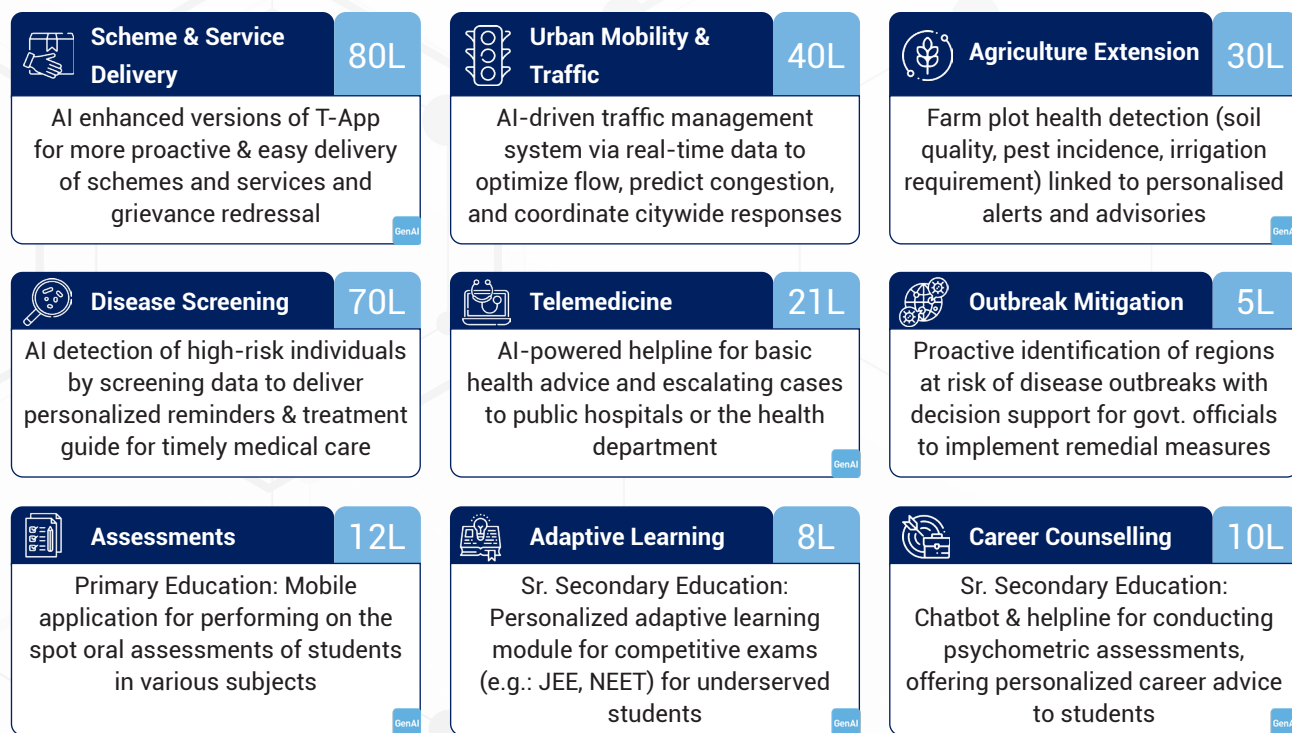 Scheme & Service
Delivery
80L
AI enhanced versions of T-App
for more proactive & easy delivery
of schemes and services and
grievance redressal
GenAI
Urban Mobility &
Traffic
40L
AI-driven traffic management
system via real-time data to
optimize flow, predict congestion,
and coordinate citywide responses
Agriculture Extension
30L
Farm plot health detection (soil
quality, pest incidence, irrigation
requirement) linked to personalised
alerts and advisories
GenA
Disease Screening
70L
AI detection of high-risk individuals
by screening data to deliver
personalized reminders & treatment
guide for timely medical care
Telemedicine
21L
AI-powered helpline for basic
health advice and escalating cases
to public hospitals or the health
department
GenAI
Outbreak Mitigation
5L
Proactive identification of regions
at risk of disease outbreaks with
decision support for govt. officials
to implement remedial measures
Assessments
12L
Primary Education: Mobile
application for performing on the
spot oral assessments of students
in various subjects
GenAI
Adaptive Learning
8L
Sr. Secondary Education:
Personalized adaptive learning
module for competitive exams
(e.g.: JEE, NEET) for underserved
students
GenAI
Career Counselling
10L
Sr. Secondary Education:
Chatbot & helpline for conducting
psychometric assessments,
offering personalized career advice
to students
GenA